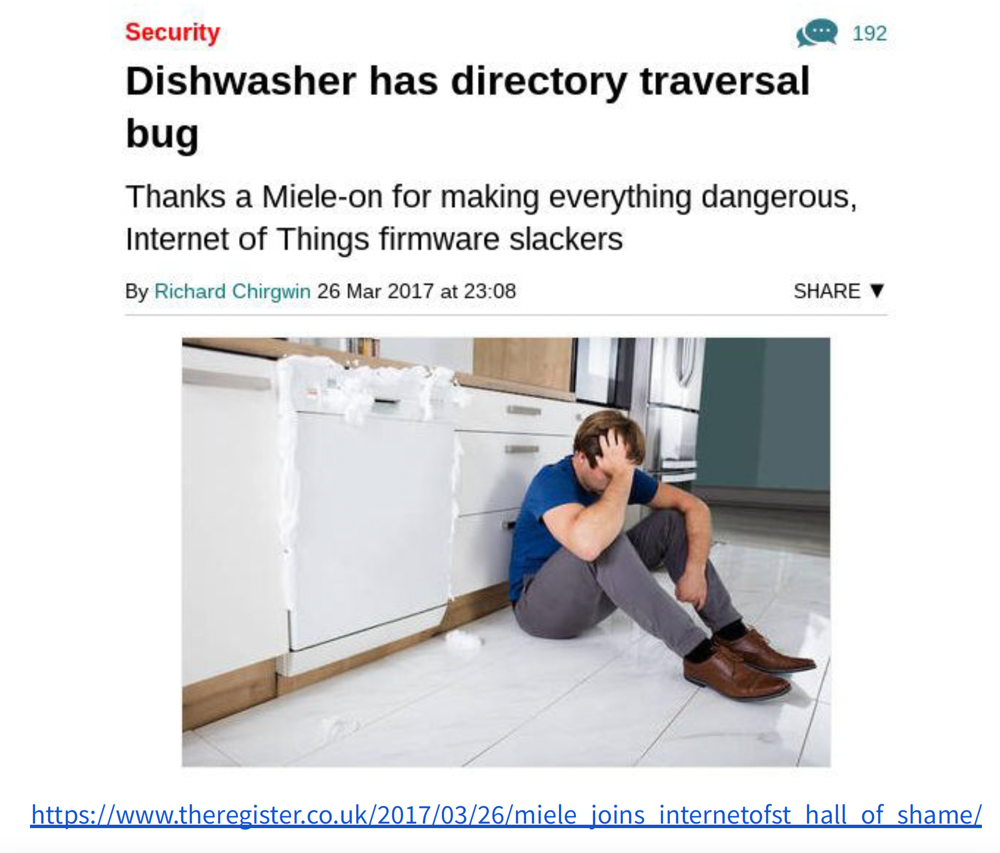 Security
192
Dishwasher has directory traversal
bug
Thanks a Miele-on for making everything dangerous,
Internet of Things firmware slackers
By Richard Chirgwin 26 Mar 2017 at 23:08
SHARE ▼
https://www.theregister.co.uk/2017/03/26/miele_joins_internetofst_hall_of_shame/